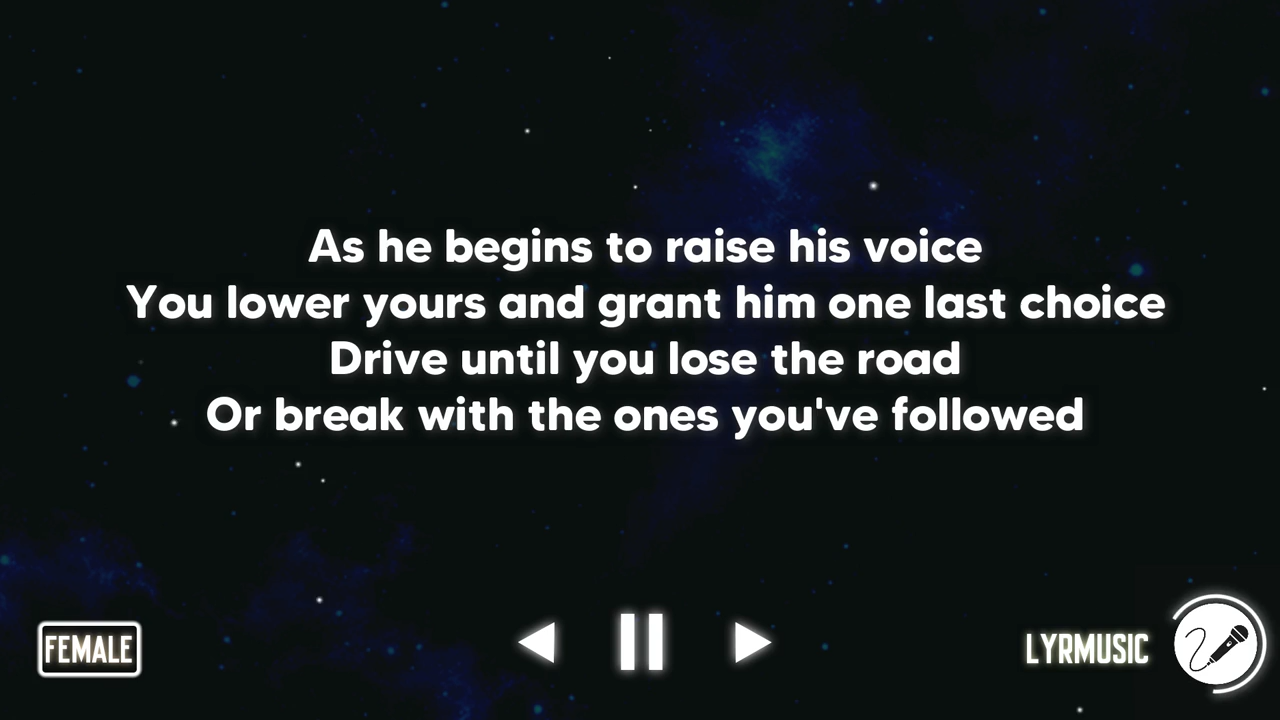 As he begins to raise his voice
You lower yours and grant him one last choice
Drive until you lose the road
Or break with the ones you've followed
FEMALE
LYRMUSIC